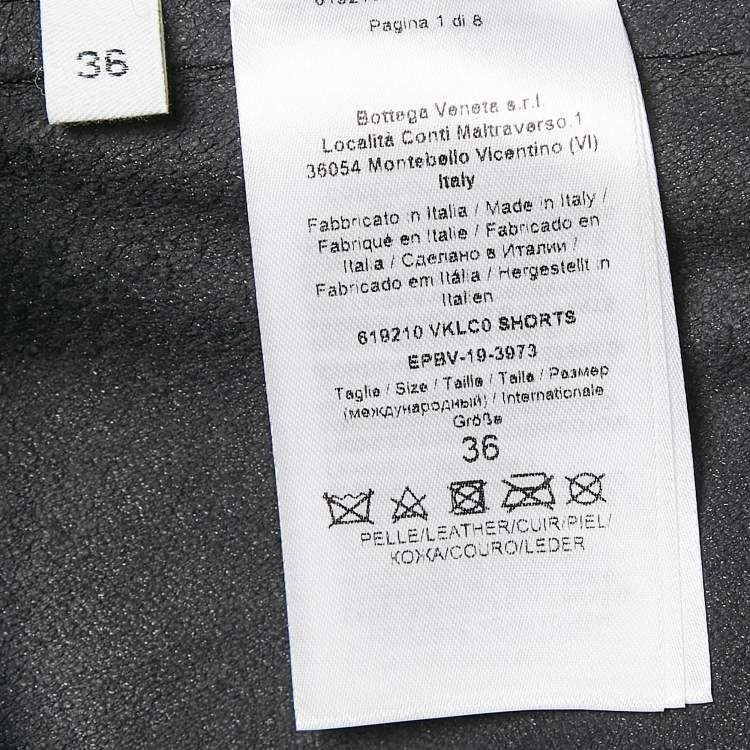 36
Pagina 1 di 8
Bottega Veneta s.r.l.
Località Conti Maltraverso,1
36054 Montebello Vicentino (VI)
Italy
Fabbricato in Italia / Made in Italy /
Fabriqué en Italie / Fabricado en
Italia / Сделано в Италии /
Fabricado em Itália / Hergestellt in
Italien
619210 VKLC0 SHORTS
EPBV-19-3973
Taglia / Size / Taille / Talla / Размер
(международный) / Internationale
Größe
36
PELLE/LEATHER/CUIR/PIEL/
КОЖА/COURO/LEDER